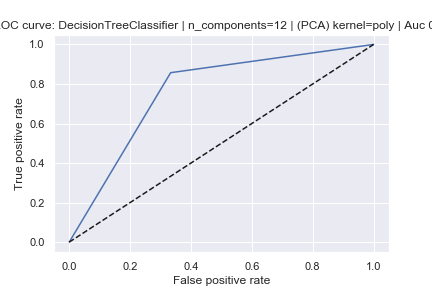 OC curve: DecisionTreeClassifier | n_components=12 | (PCA) kernel=poly | Auc 0
1.0
0.8
0.6
0.4
0.2
0.0
True positive rate
0.0 0.2 0.4 0.6 0.8 1.0
False positive rate